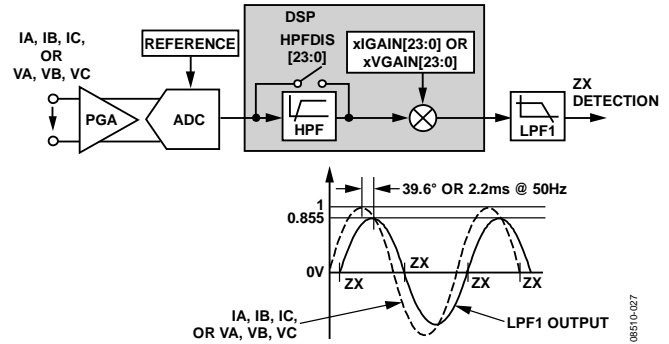 DSP
IA, IB, IC,
OR
VA, VB, VC
REFERENCE
HPFDIS
[23:0]
xIGAIN[23:0] OR
xVGAIN[23:0]
ZX
DETECTION
PGA
ADC
HPF
LPF1
39.6° OR 2.2ms @ 50Hz
1
0.855
0V
ZX
ZX
ZX
ZX
IA, IB, IC,
OR VA, VB, VC
LPF1 OUTPUT
08510-027